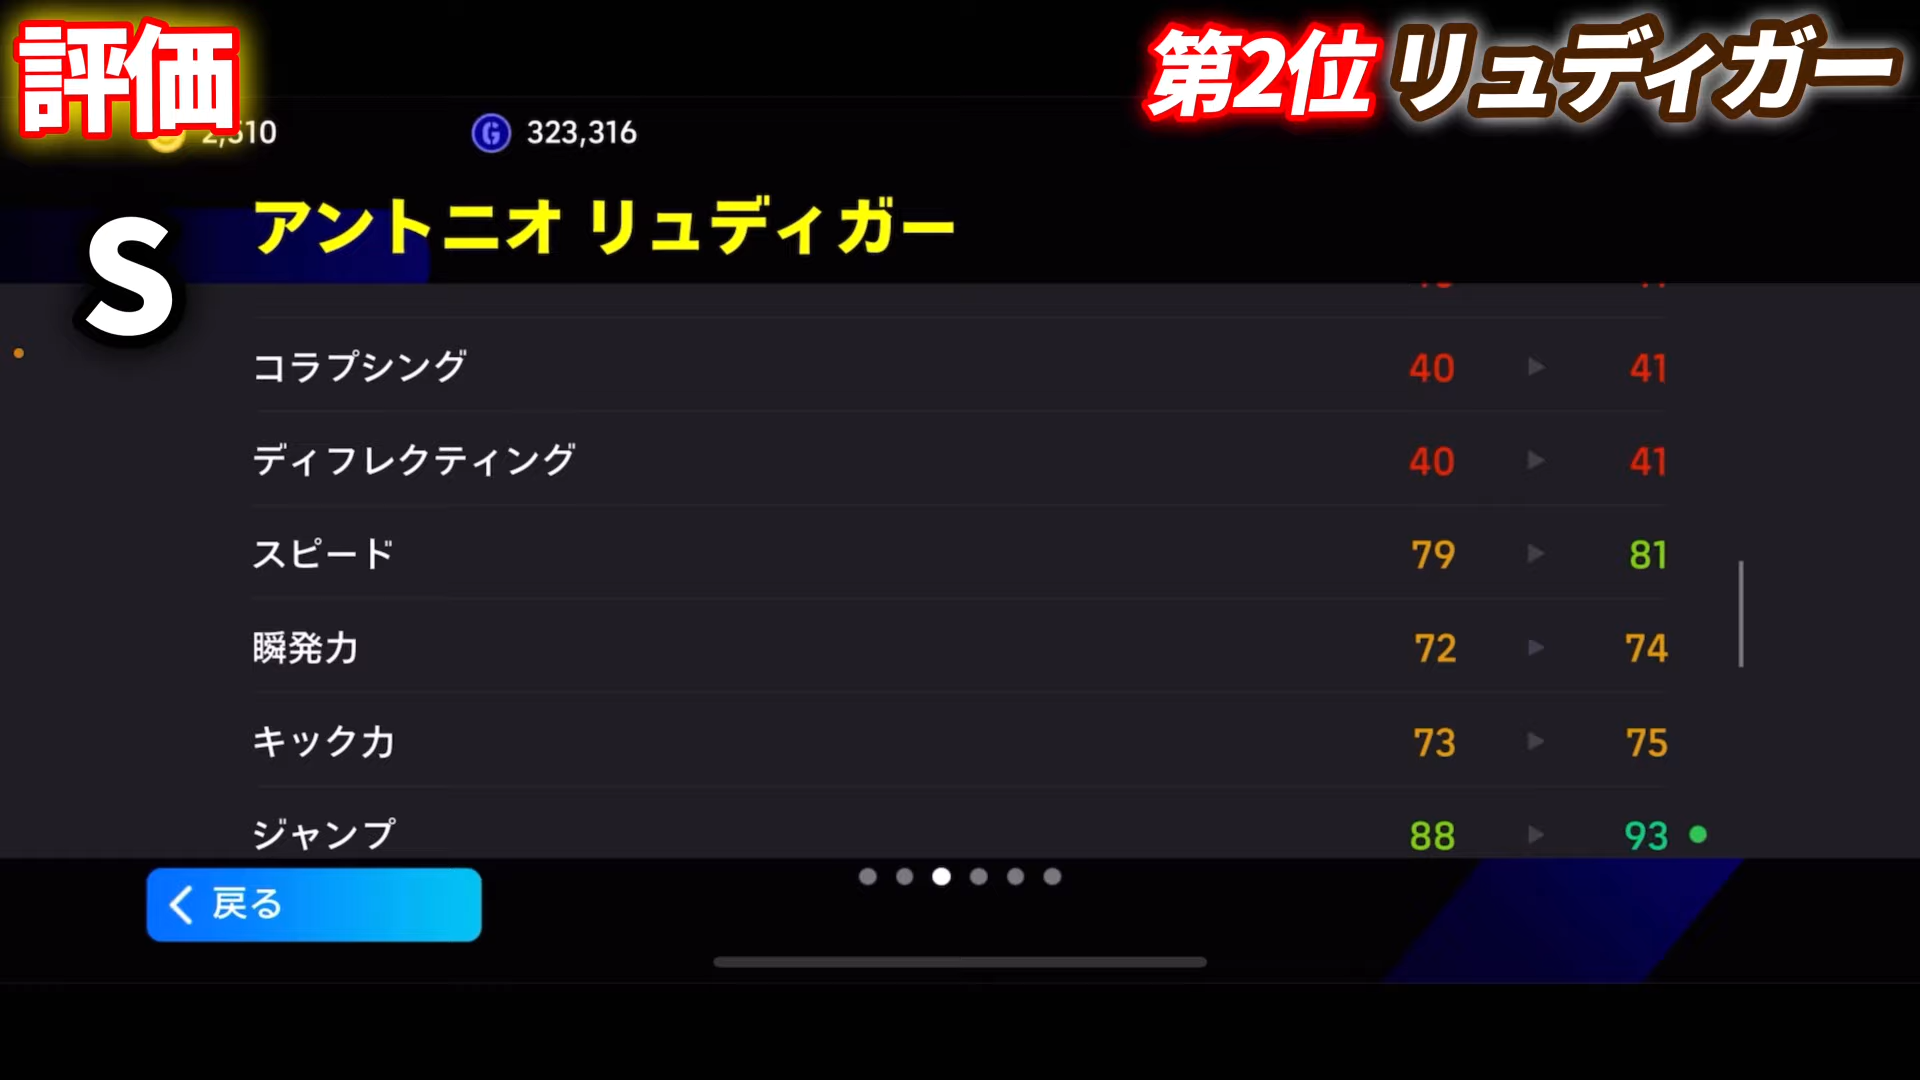 評価
第2位 リュディガー
323,316
S
アントニオ リュディガー
コラプシング 40 ▶ 41
ディフレクティング 40 ▶ 41
スピード 79 ▶ 81
瞬発力 72 ▶ 74
キック力 73 ▶ 75
ジャンプ 88 ▶ 93
戻る